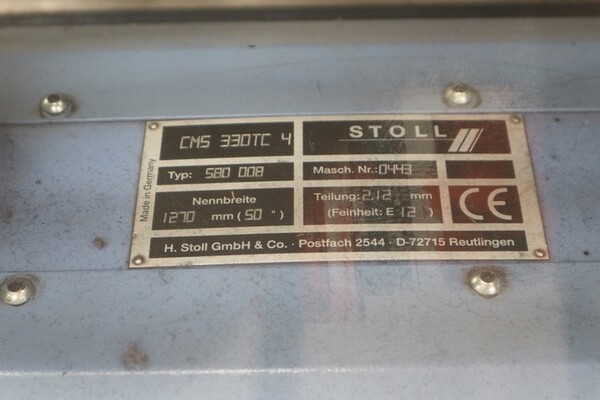 CMS 330TC 4
STOLL
Typ: 580 008
Masch. Nr.: 0443
Made in Germany
Nennbreite
1270 mm ( 50 " )
Teilung: 2.12 mm
(Feinheit: E 12 )
CE
H. Stoll GmbH & Co. · Postfach 2544 · D-72715 Reutlingen